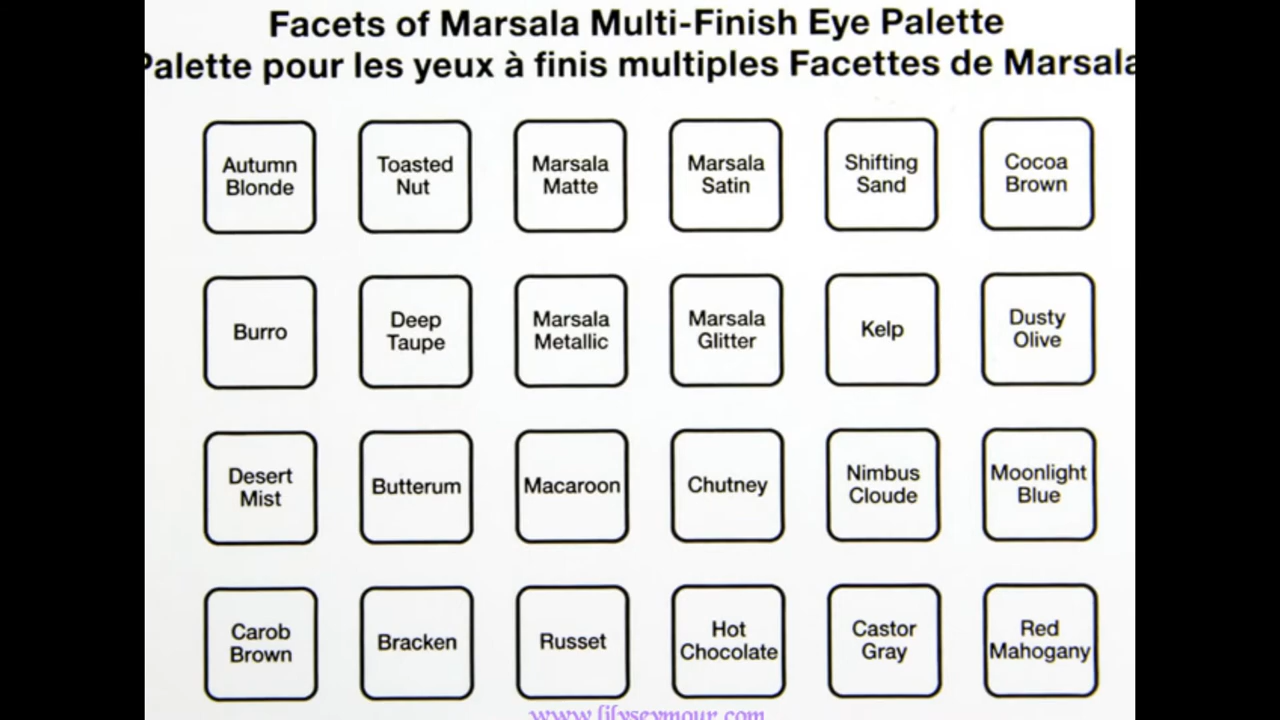 Facets of Marsala Multi-Finish Eye Palette
Palette pour les yeux à finis multiples Facettes de Marsala
Autumn
Blonde
Toasted
Nut
Marsala
Matte
Marsala
Satin
Shifting
Sand
Cocoa
Brown
Burro
Deep
Taupe
Marsala
Metallic
Marsala
Glitter
Kelp
Dusty
Olive
Desert
Mist
Butterum
Macaroon
Chutney
Nimbus
Cloude
Moonlight
Blue
Carob
Brown
Bracken
Russet
Hot
Chocolate
Castor
Gray
Red
Mahogany
www.lilyseymour.com